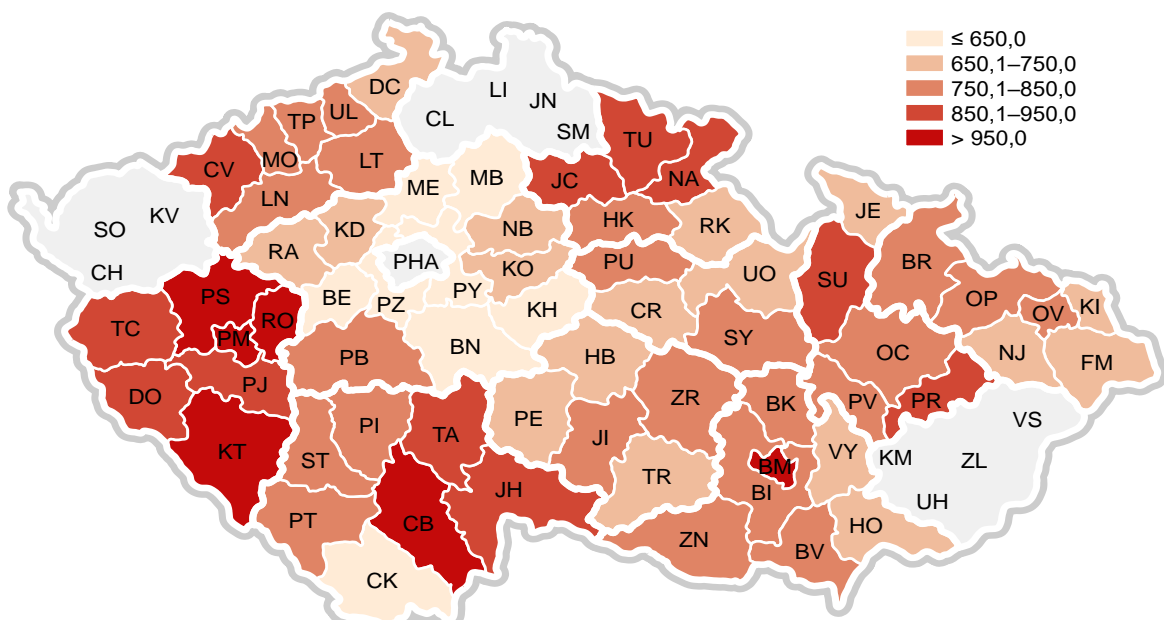 ≤ 650,0
650,1–750,0
750,1–850,0
850,1–950,0
> 950,0
DC
LI
JN
CL
SM
UL
TP
TU
MO
LT
CV
ME
MB
JC
NA
LN
KV
SO
KD
NB
HK
RK
JE
RA
CH
PHA
KO
PU
UO
SU
BR
PS
BE
PZ
PY
KH
CR
OP
OV
KI
TC
RO
PM
PB
BN
HB
SY
OC
NJ
FM
DO
PJ
ZR
BK
PV
PR
VS
KT
PI
TA
PE
JI
ST
VY
KM
ZL
TR
BM
BI
JH
UH
PT
CB
HO
ZN
BV
CK